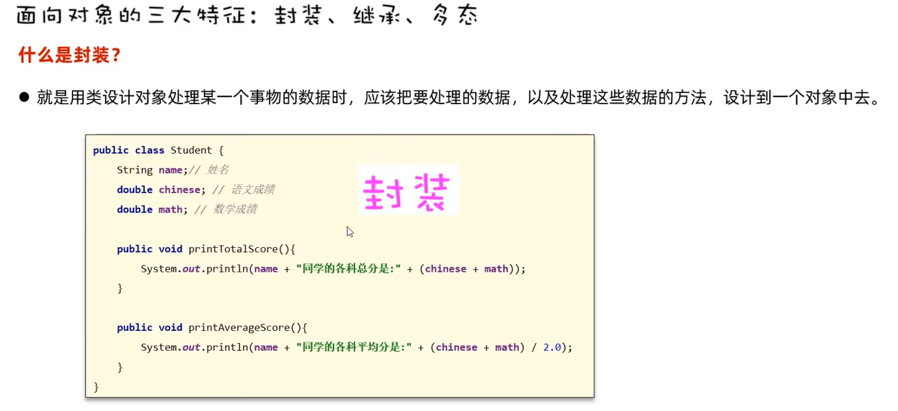 面向对象的三大特征：封装、继承、多态
什么是封装？
● 就是用类设计对象处理某一个事物的数据时，应该把要处理的数据，以及处理这些数据的方法，设计到一个对象中去。
public class Student {
String name;// 姓名
double chinese; // 语文成绩
double math; // 数学成绩
封装
public void printTotalScore(){
System.out.println(name + "同学的各科总分是:" + (chinese + math));
}
public void printAverageScore(){
System.out.println(name + "同学的各科平均分是:" + (chinese + math) / 2.0);
}
}